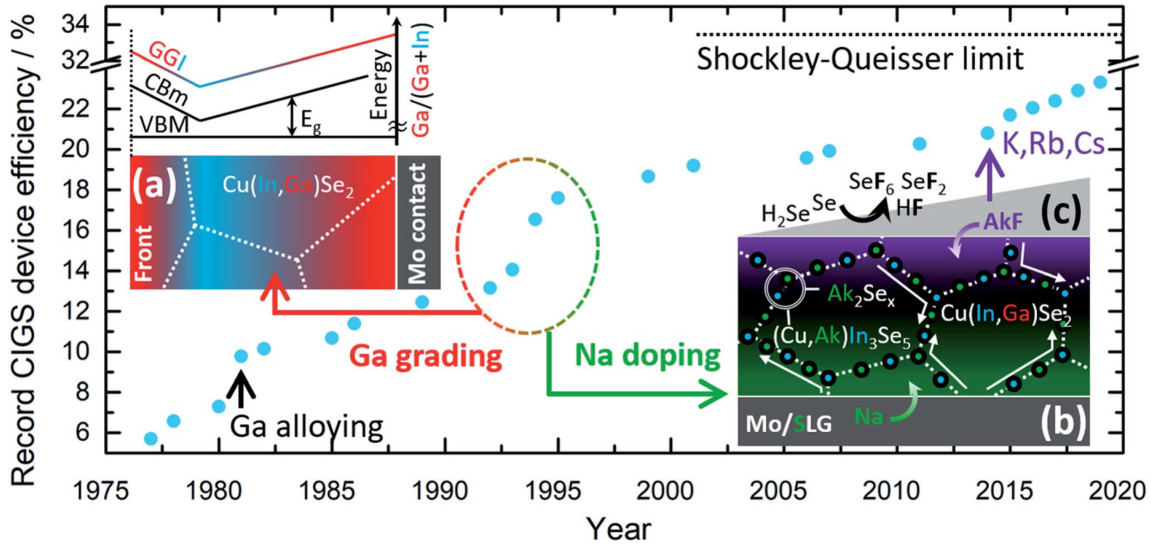 Record CIGS device efficiency / %
34
32
22
20
18
16
14
12
10
8
6
GGI
CBm
VBM
Eg
Energy
Ga/(Ga+In)
(a)
Cu(In,Ga)Se2
Front
Mo contact
Shockley-Queisser limit
K,Rb,Cs
SeF6 SeF2
H2Se Se
HF
(c)
AkF
Ak2Sex
Cu(In,Ga)Se2
(Cu,Ak)In3Se5
Ga grading
Na doping
Ga alloying
Mo/SLG
Na
(b)
1975 1980 1985 1990 1995 2000 2005 2010 2015 2020
Year